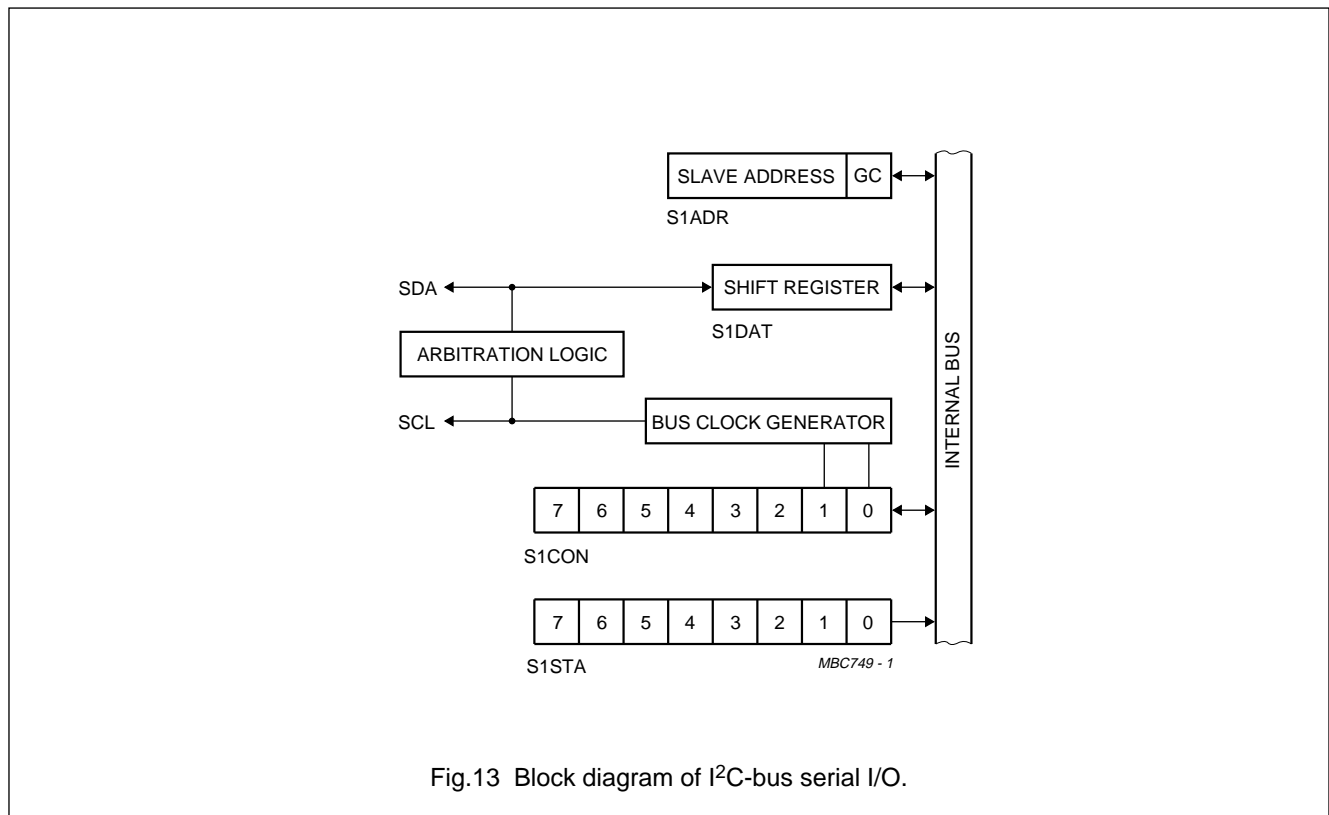 SLAVE ADDRESS GC
S1ADR
SDA SHIFT REGISTER
S1DAT
ARBITRATION LOGIC
SCL BUS CLOCK GENERATOR
INTERNAL BUS
7 6 5 4 3 2 1 0
S1CON
7 6 5 4 3 2 1 0
S1STA
MBC749 - 1
Fig.13 Block diagram of I²C-bus serial I/O.